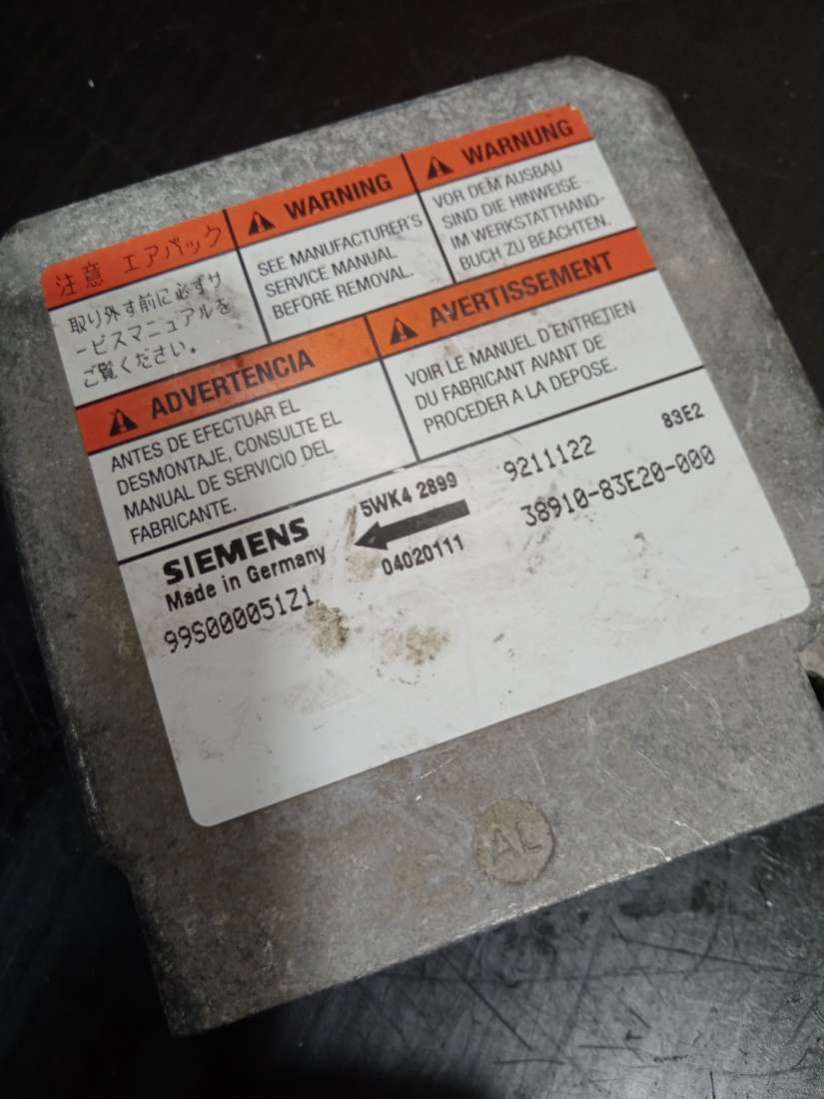 注意 エアバック
取り外す前に必ずサ
ービスマニュアルを
ご覧ください。
WARNING
SEE MANUFACTURER'S
SERVICE MANUAL
BEFORE REMOVAL.
WARNUNG
VOR DEM AUSBAU
SIND DIE HINWEISE
IM WERKSTATTHAND-
BUCH ZU BEACHTEN.
ADVERTENCIA
ANTES DE EFECTUAR EL
DESMONTAJE, CONSULTE EL
MANUAL DE SERVICIO DEL
FABRICANTE.
AVERTISSEMENT
VOIR LE MANUEL D'ENTRETIEN
DU FABRICANT AVANT DE
PROCEDER A LA DEPOSE.
SIEMENS
Made in Germany
99S00005121
5WK4 2899
04020111
9211122
83E2
38910-83E20-000
AL